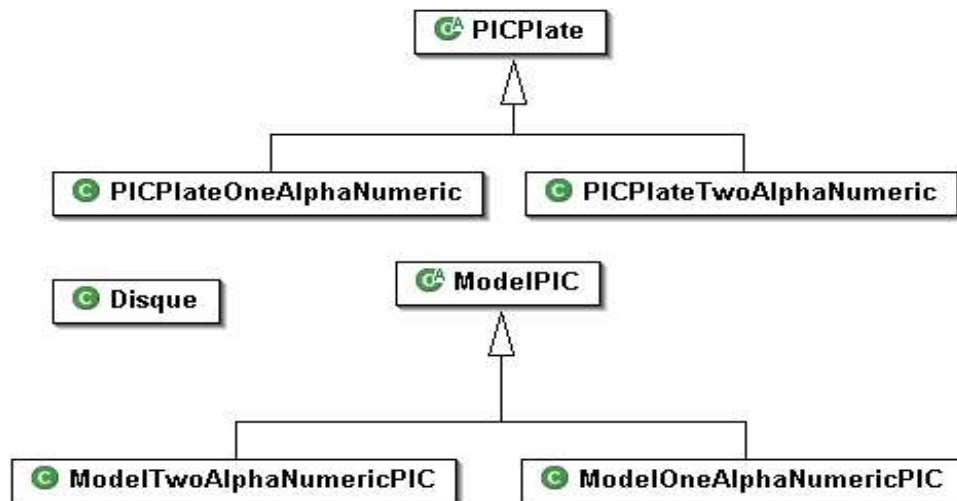 PICPlate
PICPlateOneAlphaNumeric
PICPlateTwoAlphaNumeric
ModelPIC
Disque
ModelTwoAlphaNumericPIC
ModelOneAlphaNumericPIC